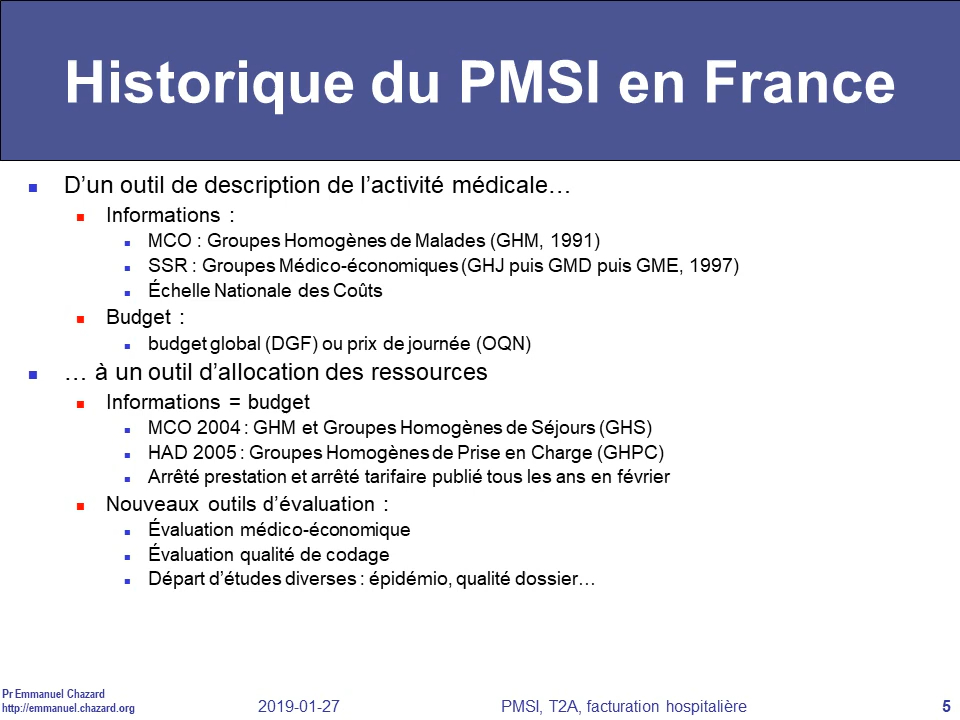 Historique du PMSI en France
D’un outil de description de l’activité médicale…
Informations :
MCO : Groupes Homogènes de Malades (GHM, 1991)
SSR : Groupes Médico-économiques (GHJ puis GMD puis GME, 1997)
Échelle Nationale des Coûts
Budget :
budget global (DGF) ou prix de journée (OQN)
… à un outil d’allocation des ressources
Informations = budget
MCO 2004 : GHM et Groupes Homogènes de Séjours (GHS)
HAD 2005 : Groupes Homogènes de Prise en Charge (GHPC)
Arrêté prestation et arrêté tarifaire publié tous les ans en février
Nouveaux outils d’évaluation :
Évaluation médico-économique
Évaluation qualité de codage
Départ d’études diverses : épidémio, qualité dossier…
Pr Emmanuel Chazard
http://emmanuel.chazard.org
2019-01-27
PMSI, T2A, facturation hospitalière
5